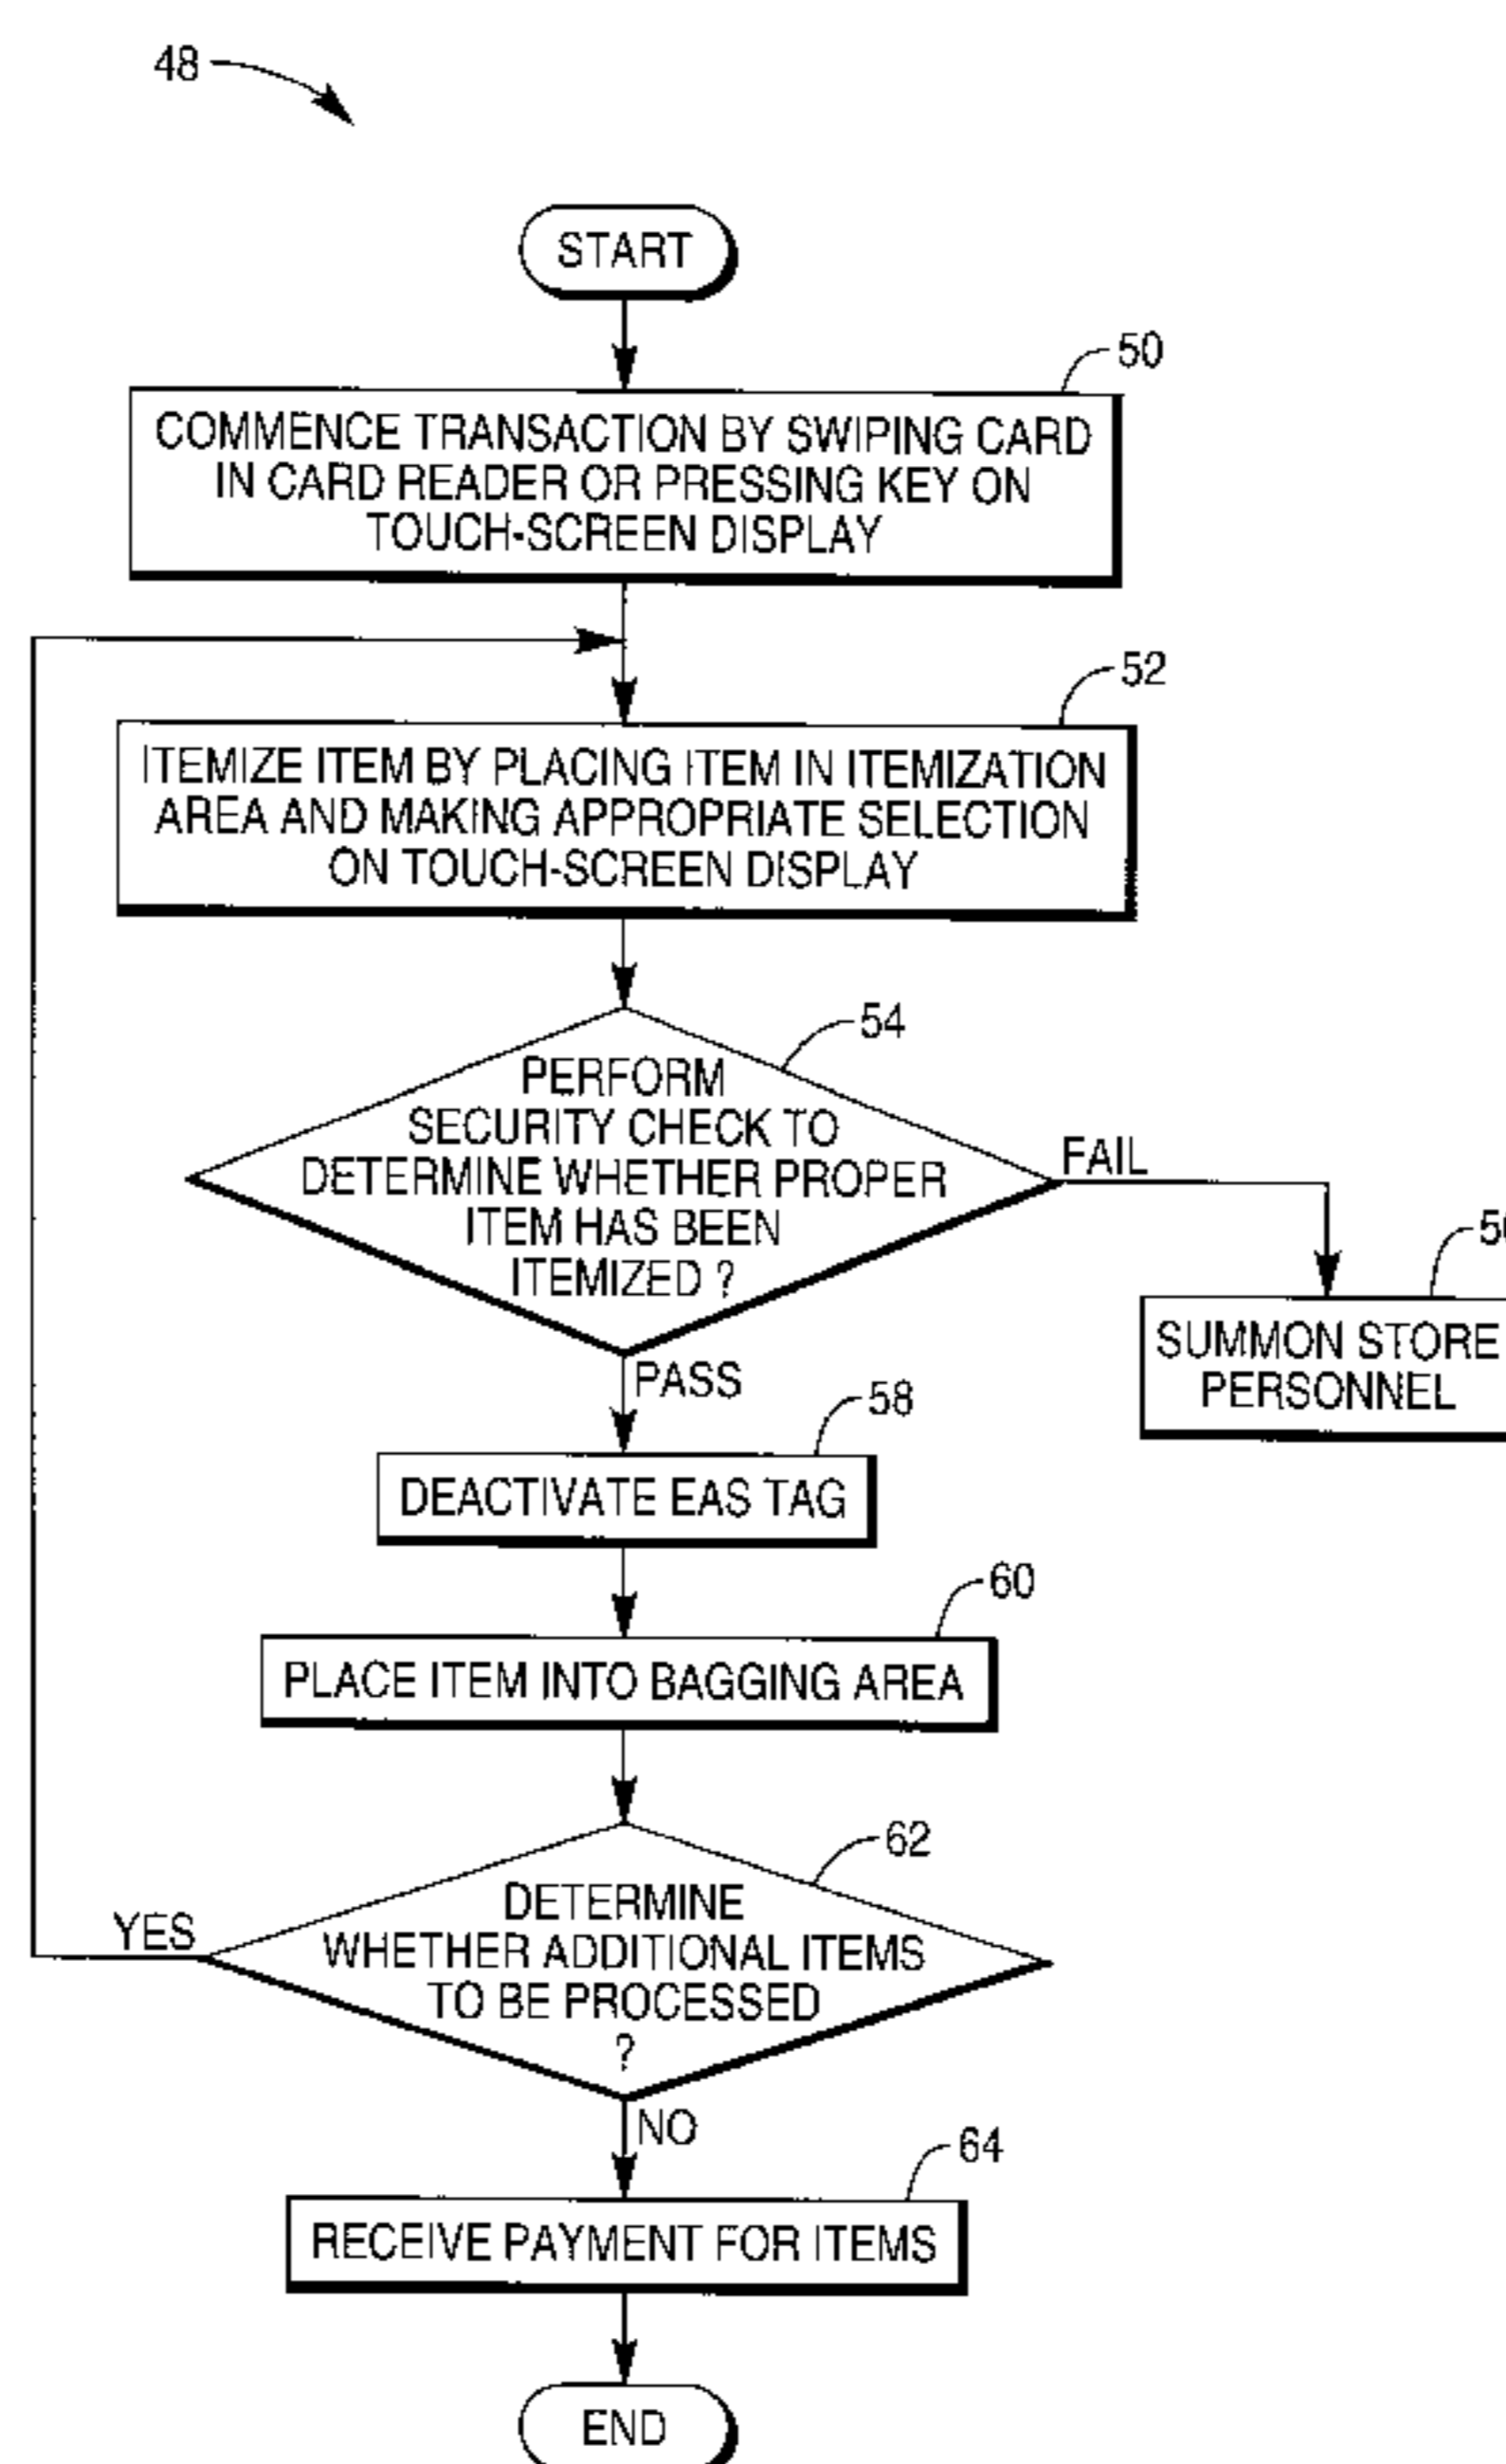 48
START
50
COMMENCE TRANSACTION BY SWIPING CARD
IN CARD READER OR PRESSING KEY ON
TOUCH-SCREEN DISPLAY
52
ITEMIZE ITEM BY PLACING ITEM IN ITEMIZATION
AREA AND MAKING APPROPRIATE SELECTION
ON TOUCH-SCREEN DISPLAY
54
PERFORM
SECURITY CHECK TO
DETERMINE WHETHER PROPER
ITEM HAS BEEN
ITEMIZED ?
FAIL
SUMMON STORE
PERSONNEL
PASS
58
DEACTIVATE EAS TAG
60
PLACE ITEM INTO BAGGING AREA
62
DETERMINE
WHETHER ADDITIONAL ITEMS
TO BE PROCESSED
?
YES
NO
64
RECEIVE PAYMENT FOR ITEMS
END